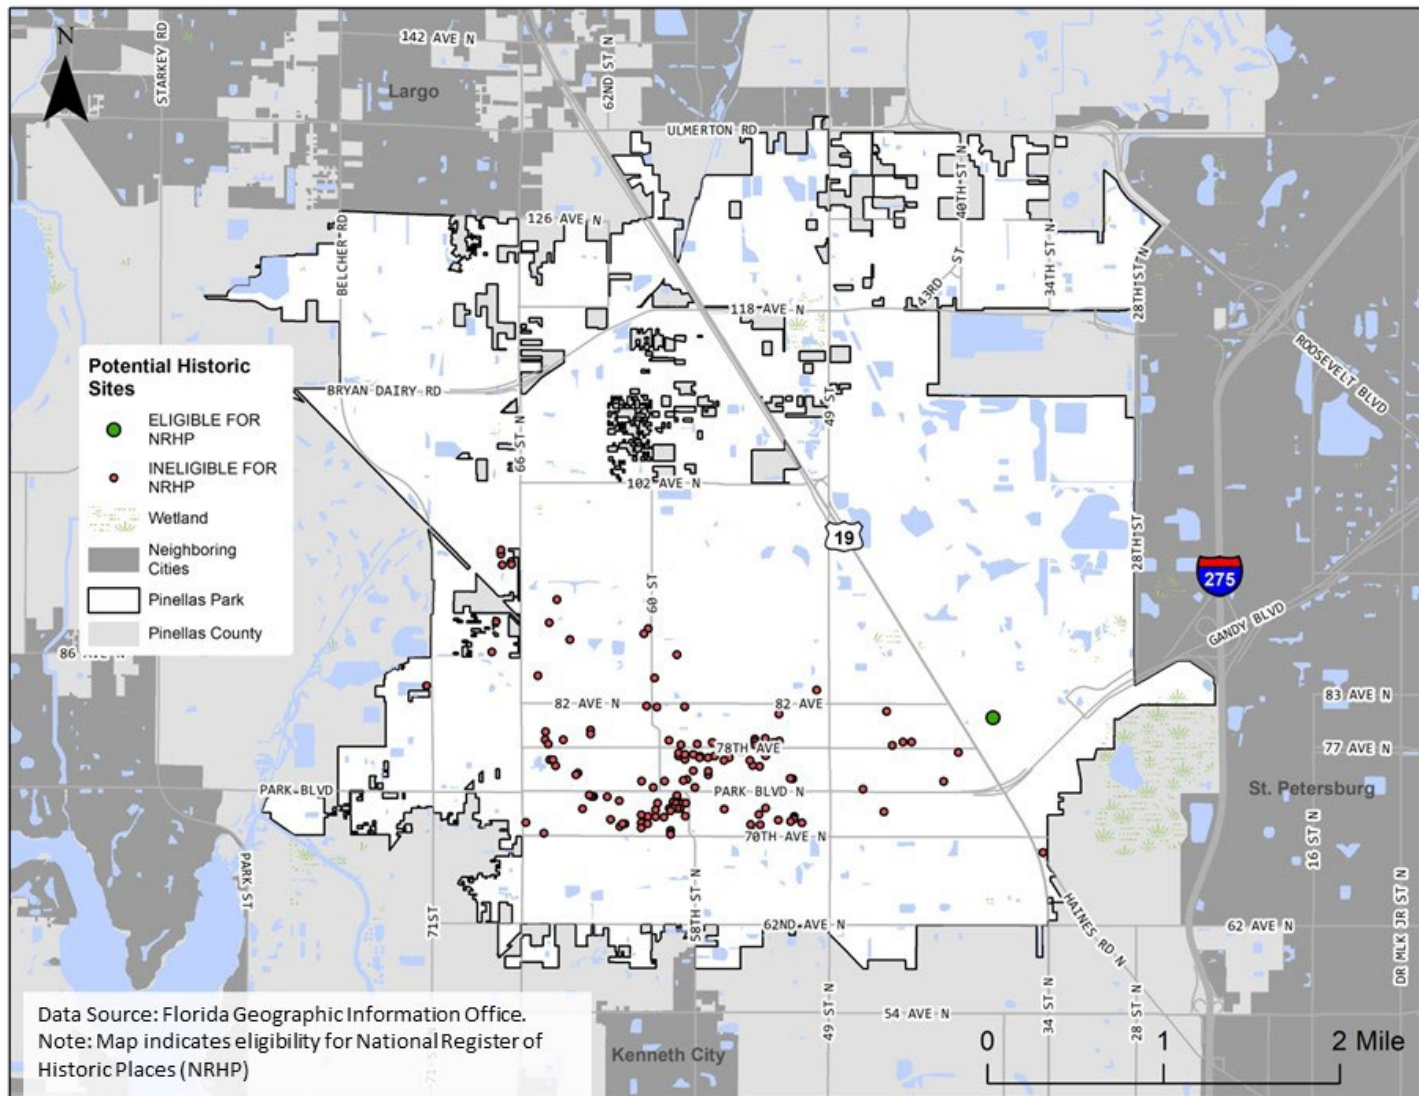 N
STARKEY RD
142 AVE N
62ND ST N
Largo
ULMERTON RD
40TH ST N
126 AVE N
BELCHER RD
34TH ST N
43RD ST
28TH ST N
118 AVE N
ROOSEVELT BLVD
Potential Historic
Sites
ELIGIBLE FOR
NRHP
INELIGIBLE FOR
NRHP
Wetland
Neighboring
Cities
Pinellas Park
Pinellas County
BRYAN DAIRY RD
66 ST N
49 ST
102 AVE N
19
28TH ST
275
60 ST
GANDY BLVD
86 AVE N
82 AVE N
82 AVE
83 AVE N
78TH AVE
77 AVE N
PARK BLVD
PARK BLVD N
St. Petersburg
70TH AVE N
16 ST N
PARK ST
71ST
58TH ST N
62ND AVE N
HAINES RD N
62 AVE N
DR MLK JR ST N
49 ST N
54 AVE N
34 ST N
28 ST N
71 ST N
Kenneth City
Data Source: Florida Geographic Information Office.
Note: Map indicates eligibility for National Register of
Historic Places (NRHP)
0 1 2 Mile